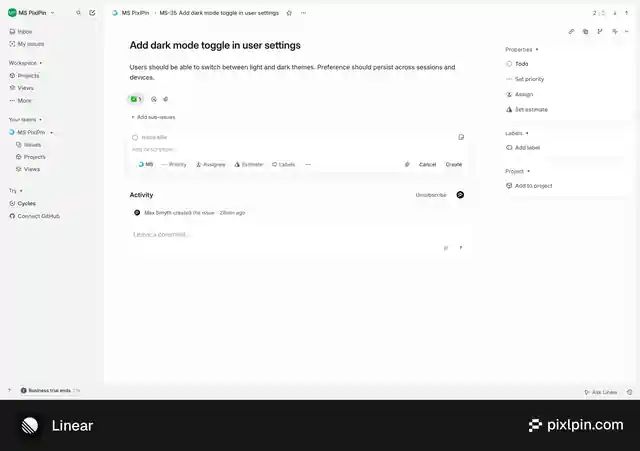 MS PixlPin
Inbox
My issues
Workspace
Projects
Views
More
Your teams
MS PixlPin
Issues
Projects
Views
Try
Cycles
Connect GitHub
Business trial ends
MS PixlPin › MS-35 Add dark mode toggle in user settings
Add dark mode toggle in user settings
Users should be able to switch between light and dark themes. Preference should persist across sessions and
devices.
1
+ Add sub-issues
Issue title
Add description...
MS Priority Assignee Estimate Labels
Cancel Create
Activity
Unsubscribe
Max Smyth created the issue · 28min ago
Leave a comment...
Properties
Todo
Set priority
Assign
Set estimate
Labels
Add label
Project
Add to project
Ask Linear
Linear
pixlpin.com